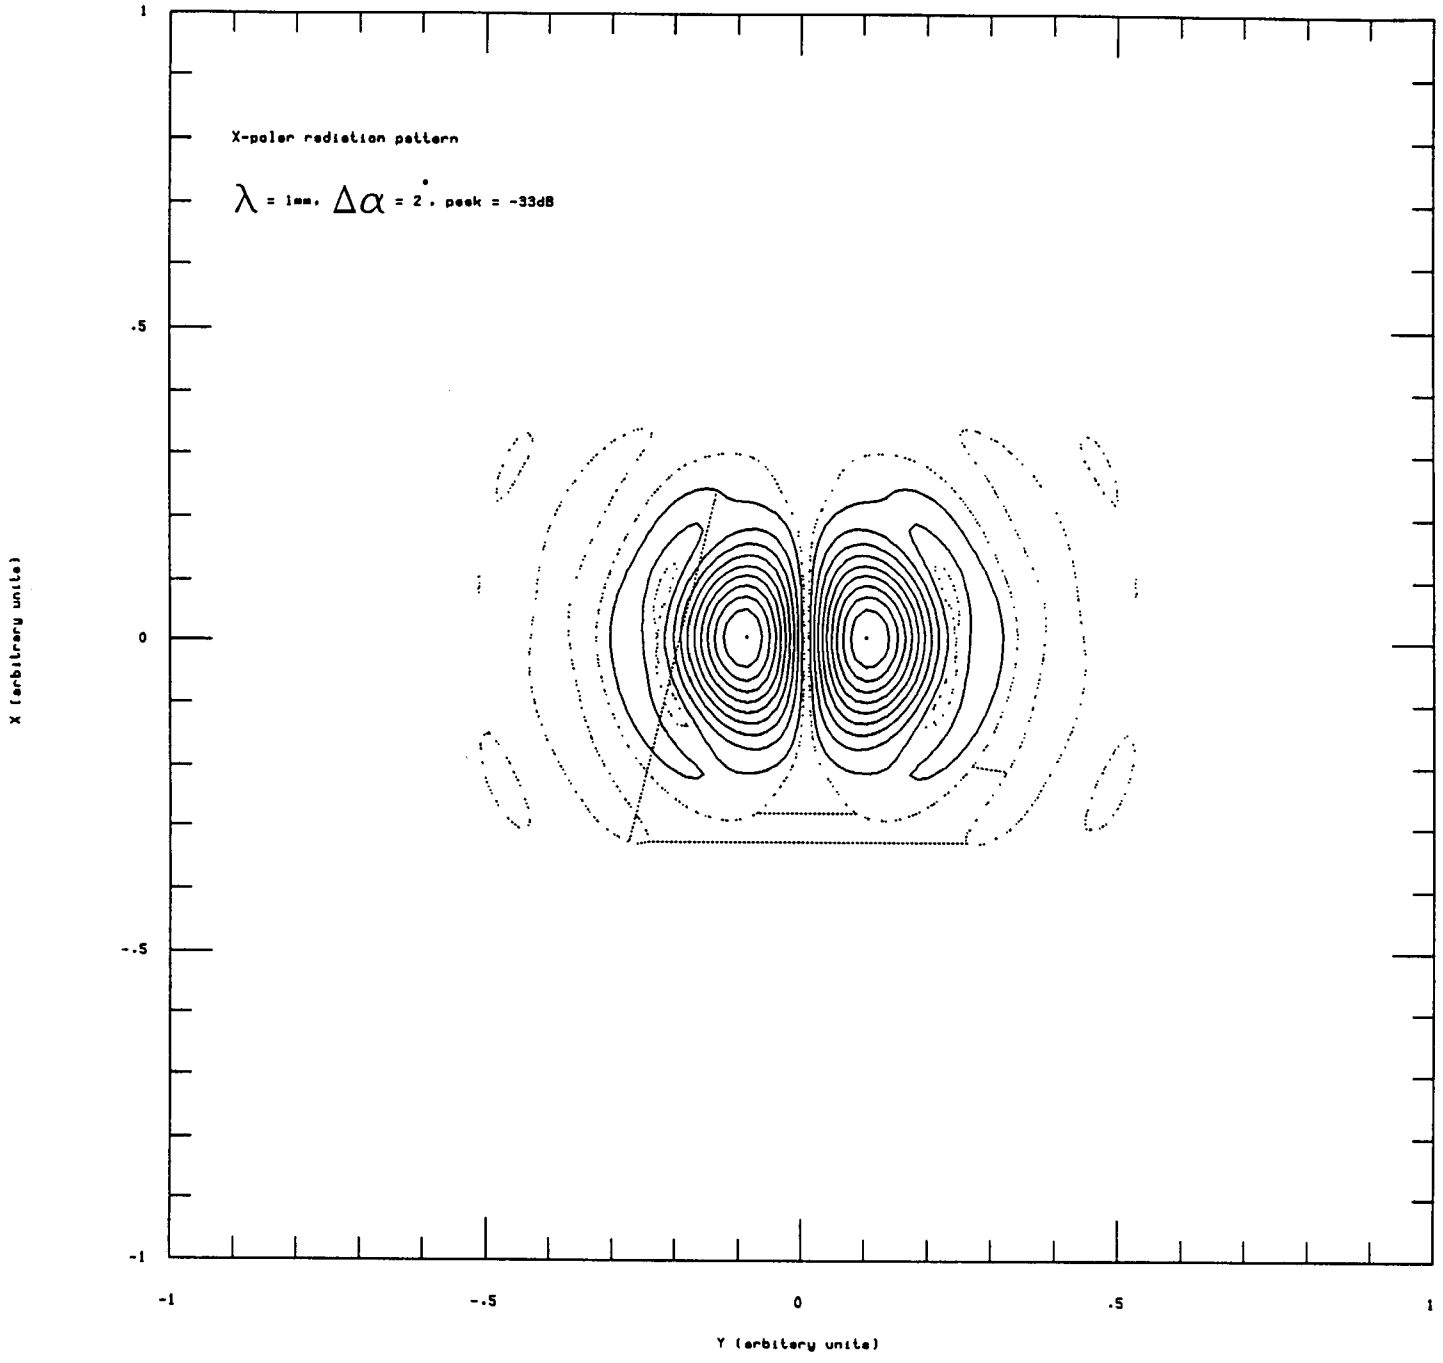 1
X-polar radiation pattern
λ = 1mm, Δα = 2°, peak = -33dB
.5
X (arbitrary units)
0
-.5
-1
-1 -.5 0 .5 1
Y (arbitary units)